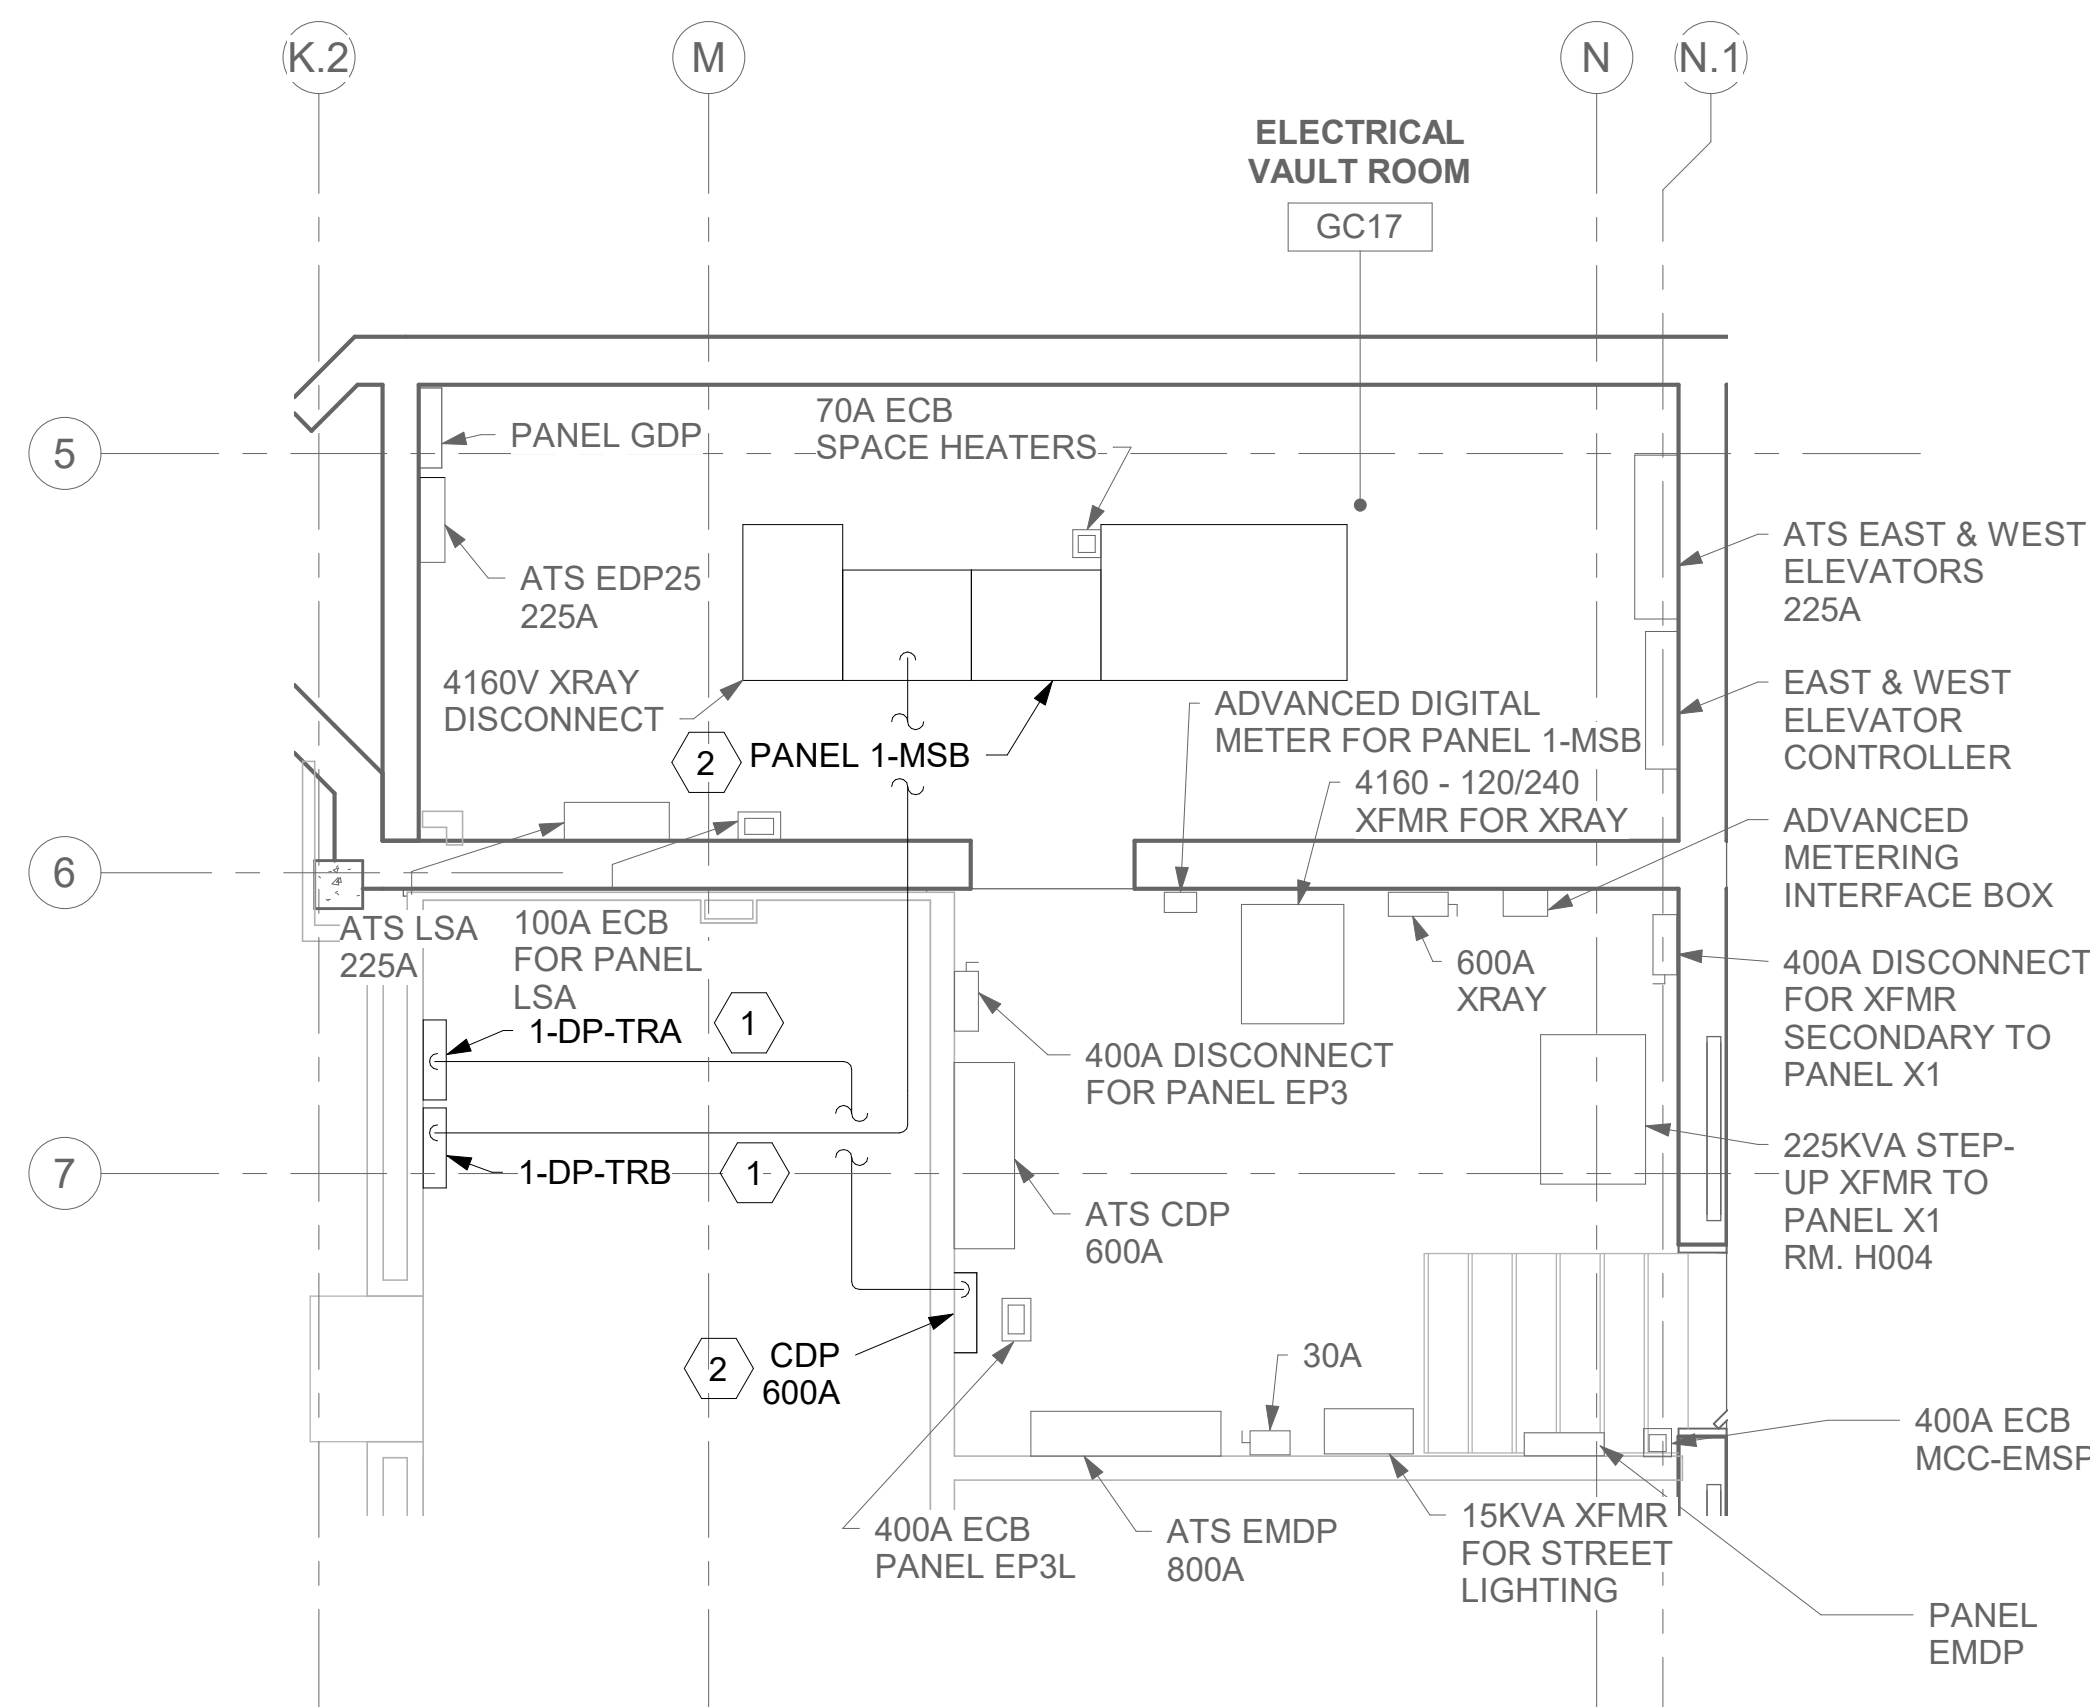 K.2
M
N
N.1
ELECTRICAL
VAULT ROOM
GC17
5
PANEL GDP
70A ECB
SPACE HEATERS
ATS EDP25
225A
ATS EAST & WEST
ELEVATORS
225A
4160V XRAY
DISCONNECT
2
PANEL 1-MSB
ADVANCED DIGITAL
METER FOR PANEL 1-MSB
4160 - 120/240
XFMR FOR XRAY
EAST & WEST
ELEVATOR
CONTROLLER
6
ADVANCED
METERING
INTERFACE BOX
ATS LSA
225A
100A ECB
FOR PANEL
LSA
600A
XRAY
400A DISCONNECT
FOR XFMR
SECONDARY TO
PANEL X1
1-DP-TRA
1
400A DISCONNECT
FOR PANEL EP3
7
1-DP-TRB
1
ATS CDP
600A
225KVA STEP-
UP XFMR TO
PANEL X1
RM. H004
2
CDP
600A
30A
400A ECB
MCC-EMSP
400A ECB
PANEL EP3L
ATS EMDP
800A
15KVA XFMR
FOR STREET
LIGHTING
PANEL
EMDP